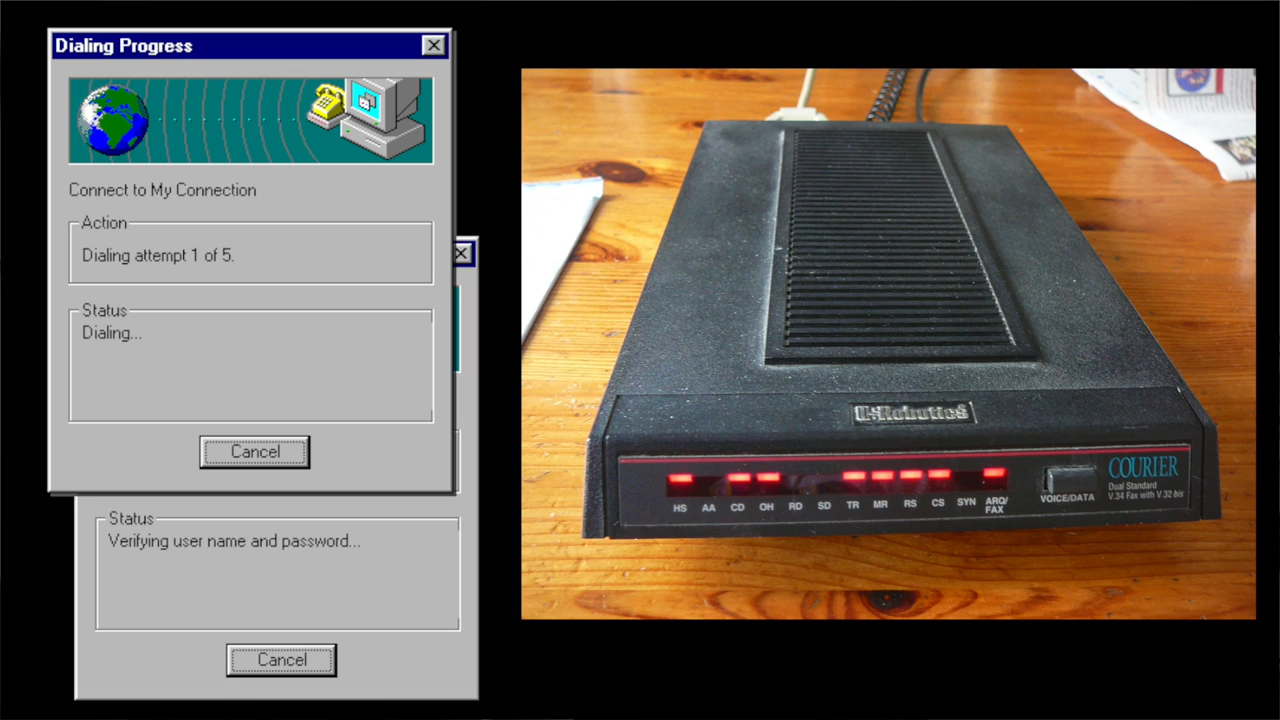 Dialing Progress
Connect to My Connection
Action
Dialing attempt 1 of 5.
Status
Dialing...
Cancel
Status
Verifying user name and password...
Cancel
U.S.Robotics
COURIER
Dual Standard
V.34 Fax with V.32 bis
HS AA CD OH RD SD TR MR RS CS SYN ARQ/
FAX
VOICE/DATA